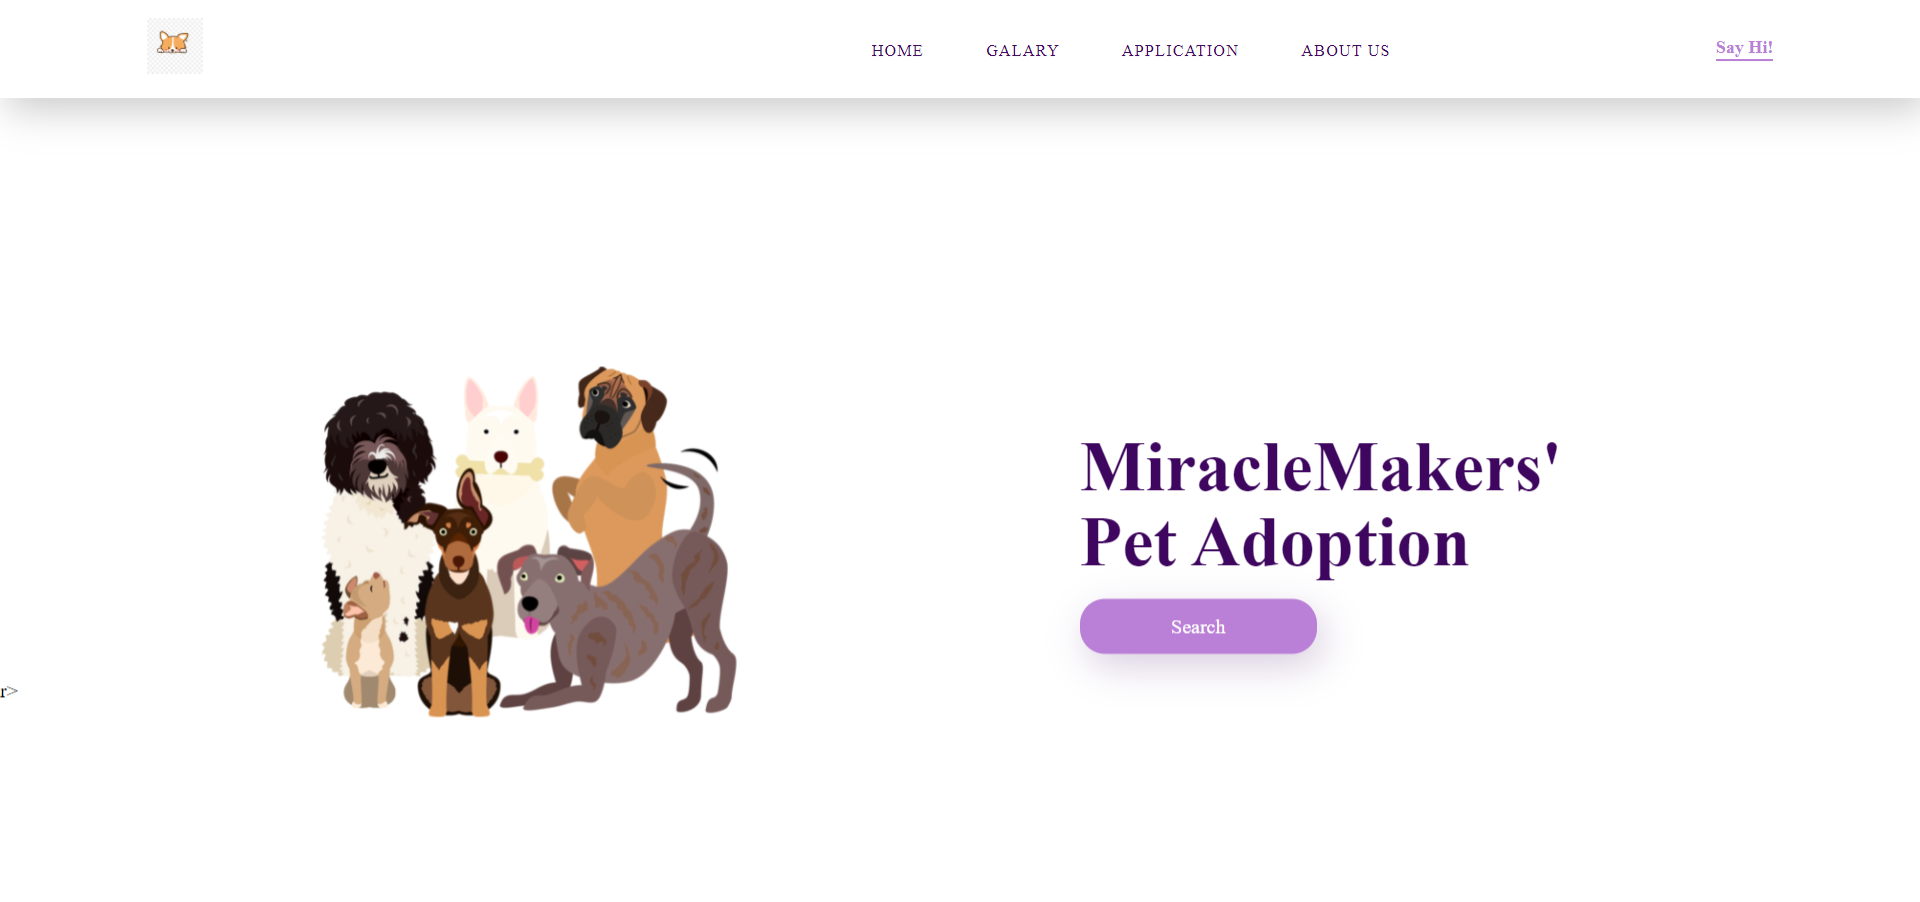 HOME GALARY APPLICATION ABOUT US Say Hi!
MiracleMakers'
Pet Adoption
Search
r>